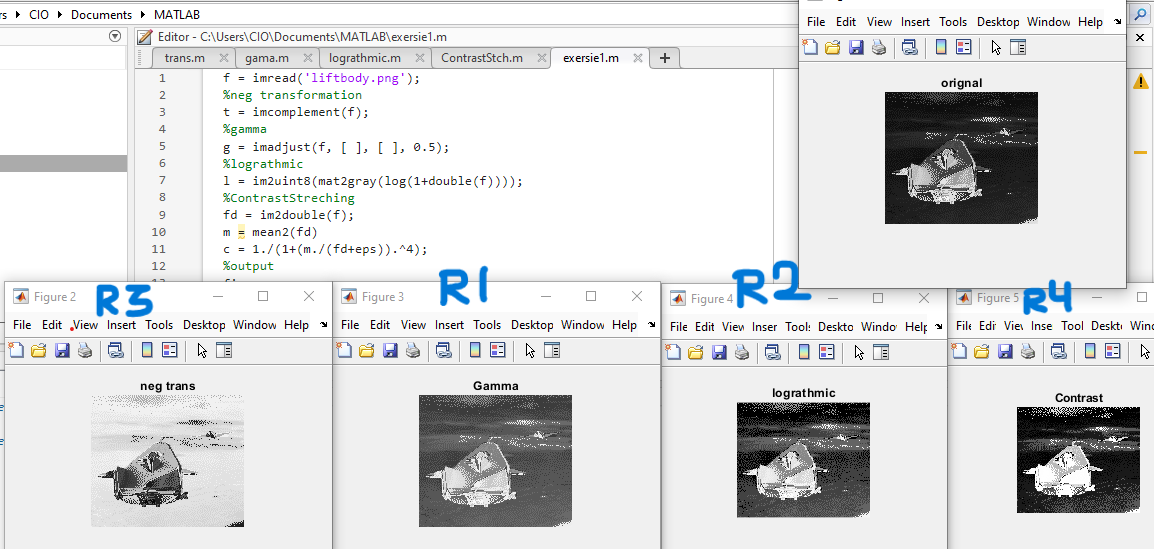 rs ▸ CIO ▸ Documents ▸ MATLAB
Editor - C:\Users\CIO\Documents\MATLAB\exersie1.m
trans.m gama.m lograthmic.m ContrastStch.m exersie1.m
1 f = imread('liftbody.png');
2 %neg transformation
3 t = imcomplement(f);
4 %gamma
5 g = imadjust(f, [ ], [ ], 0.5);
6 %lograthmic
7 l = im2uint8(mat2gray(log(1+double(f))));
8 %ContrastStreching
9 fd = im2double(f);
10 m = mean2(fd)
11 c = 1./(1+(m./(fd+eps)).^4);
12 %output
File Edit View Insert Tools Desktop Window Help
orignal
Figure 2
R3
File Edit View Insert Tools Desktop Window Help
neg trans
Figure 3
R1
File Edit View Insert Tools Desktop Window Help
Gamma
Figure 4
R2
File Edit View Inser Tools Deskto Windo Help
lograthmic
Figure 5
R4
File Edit View Inse Tool Deskt Win
Contrast